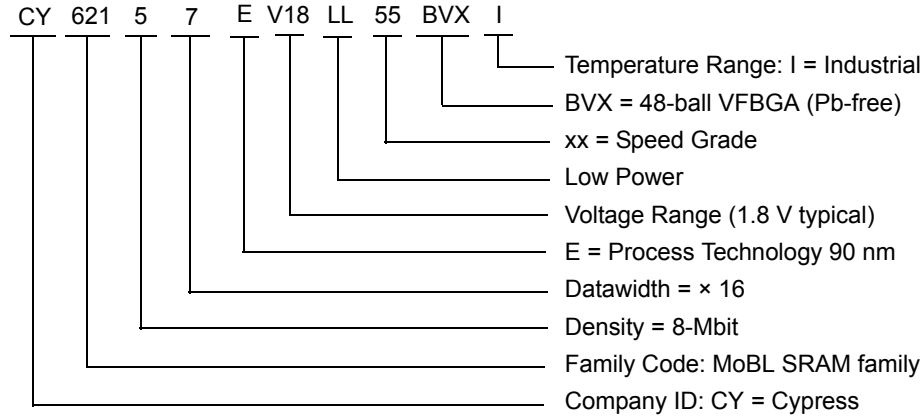 CY 621 5 7 E V18 LL 55 BVX I
Temperature Range: I = Industrial
BVX = 48-ball VFBGA (Pb-free)
xx = Speed Grade
Low Power
Voltage Range (1.8 V typical)
E = Process Technology 90 nm
Datawidth = × 16
Density = 8-Mbit
Family Code: MoBL SRAM family
Company ID: CY = Cypress